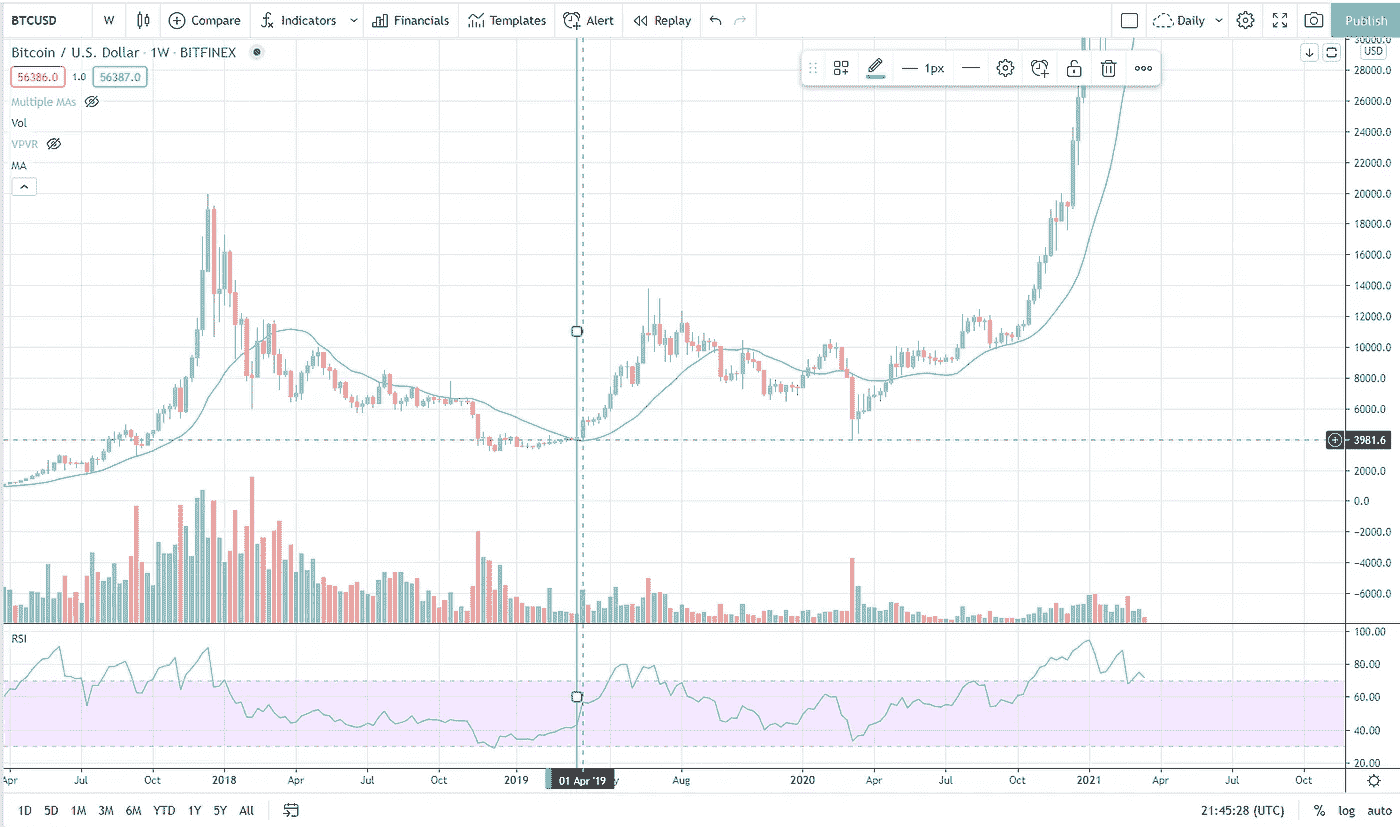 BTCUSD W Compare Indicators Financials Templates Alert Replay Daily Publish
Bitcoin / U.S. Dollar · 1W · BITFINEX
56386.0 1.0 56387.0
Multiple MAs
Vol
VPVR
MA
1px
30000.0
USD
28000.0
26000.0
24000.0
22000.0
20000.0
18000.0
16000.0
14000.0
12000.0
10000.0
8000.0
6000.0
3981.6
2000.0
0.0
−2000.0
−4000.0
−6000.0
RSI
100.00
80.00
60.00
40.00
20.00
Apr Jul Oct 2018 Apr Jul Oct 2019 01 Apr '19 y Aug 2020 Apr Jul Oct 2021 Apr Jul Oct
1D 5D 1M 3M 6M YTD 1Y 5Y All 21:45:28 (UTC) % log auto